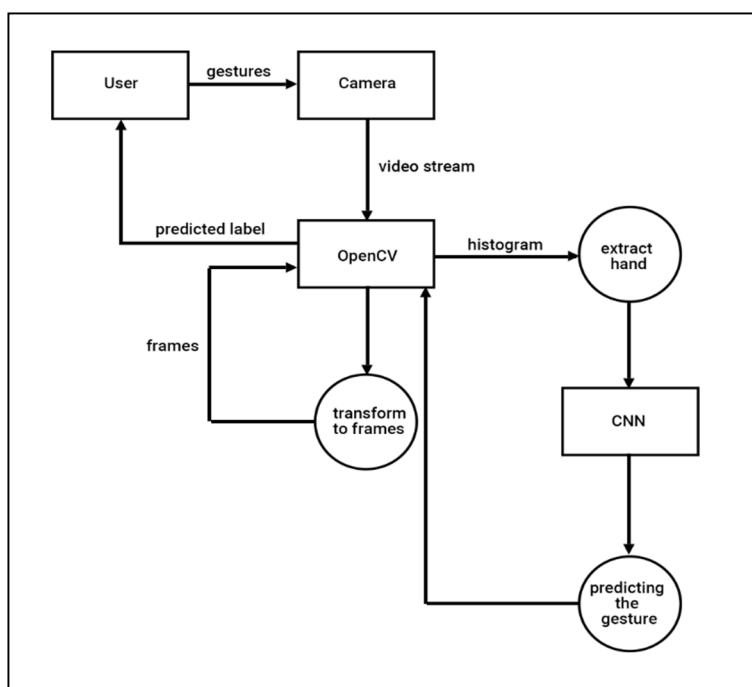 User
gestures
Camera
video stream
predicted label
OpenCV
histogram
extract
hand
frames
transform
to frames
CNN
predicting
the
gesture